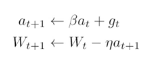 a_{t+1} ← βa_t + g_t
W_{t+1} ← W_t − ηa_{t+1}